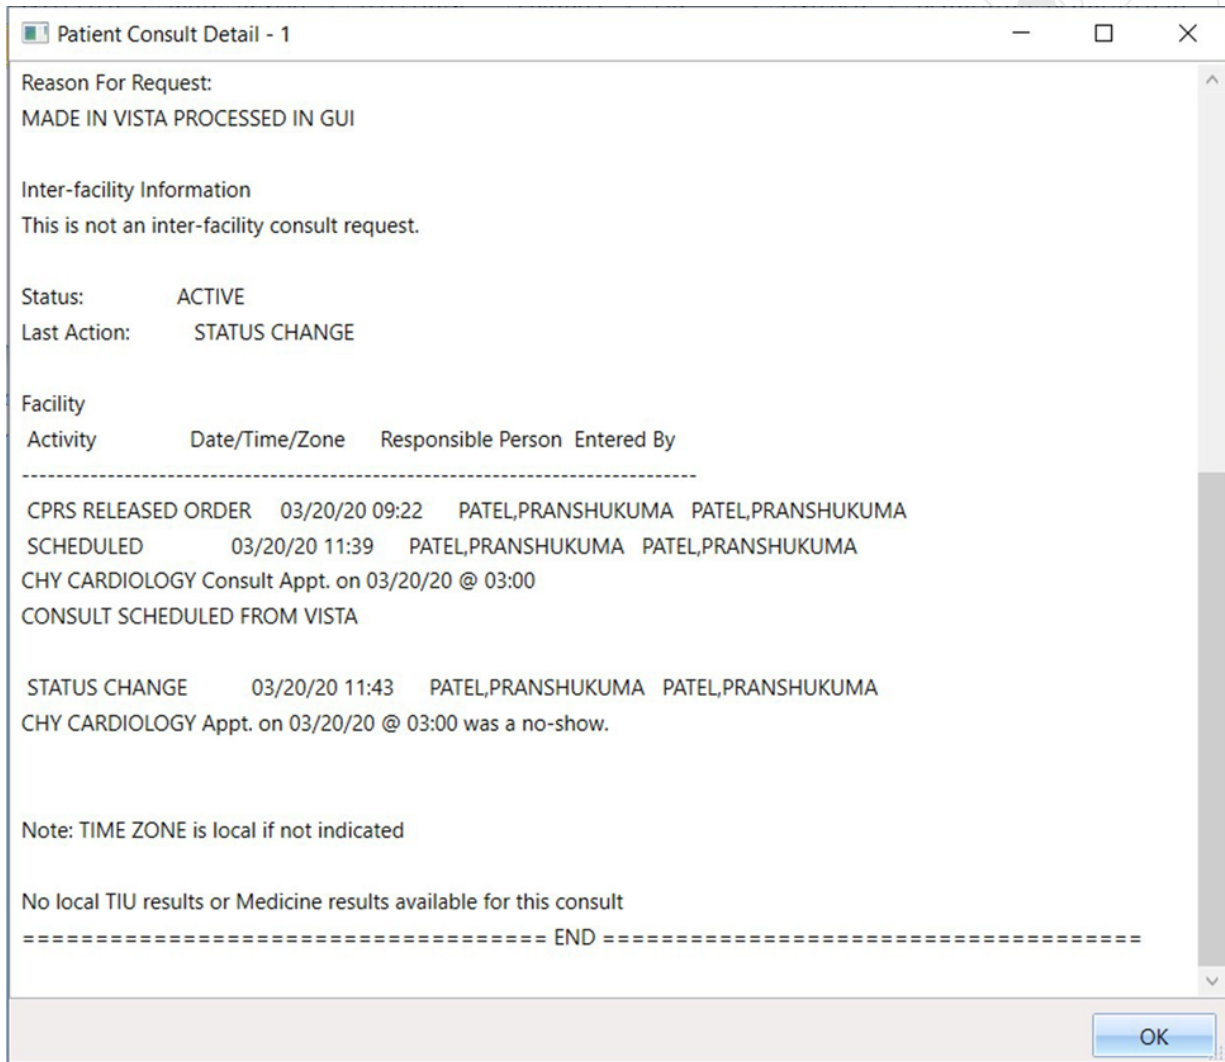 Patient Consult Detail - 1
Reason For Request:
MADE IN VISTA PROCESSED IN GUI
Inter-facility Information
This is not an inter-facility consult request.
Status: ACTIVE
Last Action: STATUS CHANGE
Facility
Activity Date/Time/Zone Responsible Person Entered By
-------------------------------------------------------------------------------
CPRS RELEASED ORDER 03/20/20 09:22 PATEL,PRANSHUKUMA PATEL,PRANSHUKUMA
SCHEDULED 03/20/20 11:39 PATEL,PRANSHUKUMA PATEL,PRANSHUKUMA
CHY CARDIOLOGY Consult Appt. on 03/20/20 @ 03:00
CONSULT SCHEDULED FROM VISTA
STATUS CHANGE 03/20/20 11:43 PATEL,PRANSHUKUMA PATEL,PRANSHUKUMA
CHY CARDIOLOGY Appt. on 03/20/20 @ 03:00 was a no-show.
Note: TIME ZONE is local if not indicated
No local TIU results or Medicine results available for this consult
==================================== END =====================================
OK